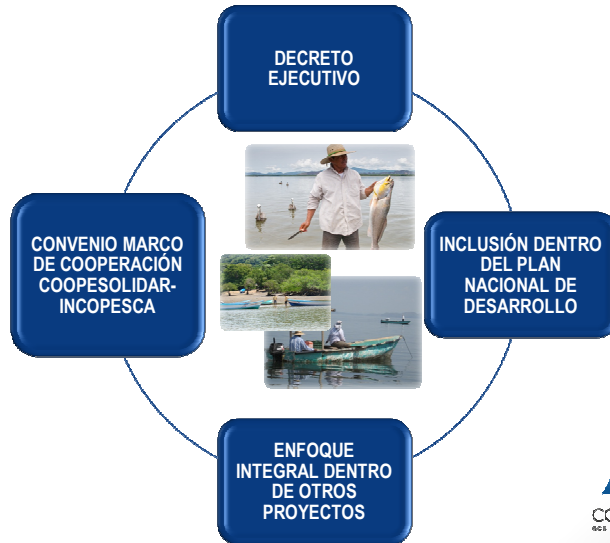 DECRETO
EJECUTIVO
CONVENIO MARCO
DE COOPERACIÓN
COOPESOLIDAR-
INCOPESCA
INCLUSIÓN DENTRO
DEL PLAN
NACIONAL DE
DESARROLLO
ENFOQUE
INTEGRAL DENTRO
DE OTROS
PROYECTOS